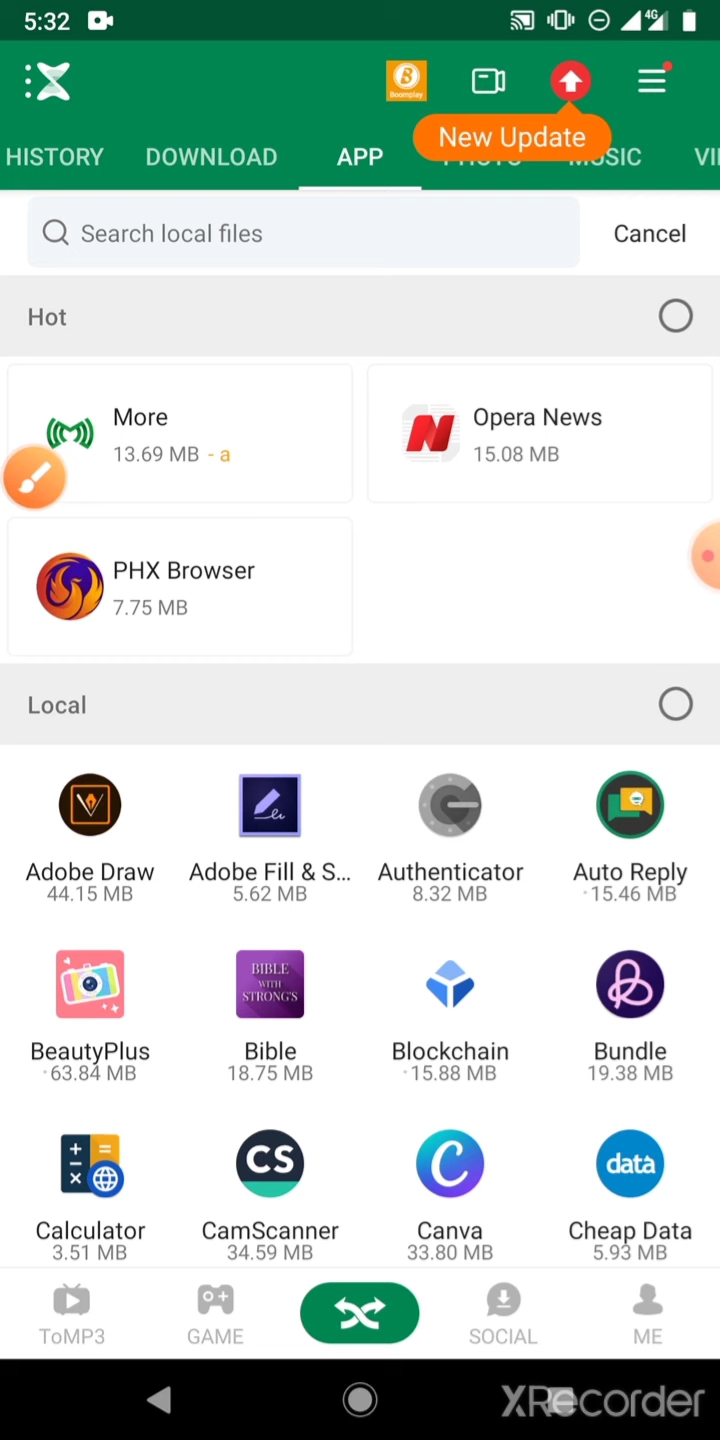 5:32
4G
Boomplay
New Update
HISTORY DOWNLOAD APP PHOTO MUSIC
Search local files
Cancel
Hot
More
13.69 MB - a
Opera News
15.08 MB
PHX Browser
7.75 MB
Local
Adobe Draw
44.15 MB
Adobe Fill & S...
5.62 MB
Authenticator
8.32 MB
Auto Reply
15.46 MB
BIBLE
WITH
STRONG'S
BeautyPlus
63.84 MB
Bible
18.75 MB
Blockchain
15.88 MB
Bundle
19.38 MB
CS
data
Calculator
3.51 MB
CamScanner
34.59 MB
Canva
33.80 MB
Cheap Data
5.93 MB
ToMP3
GAME
SOCIAL
ME
XRecorder